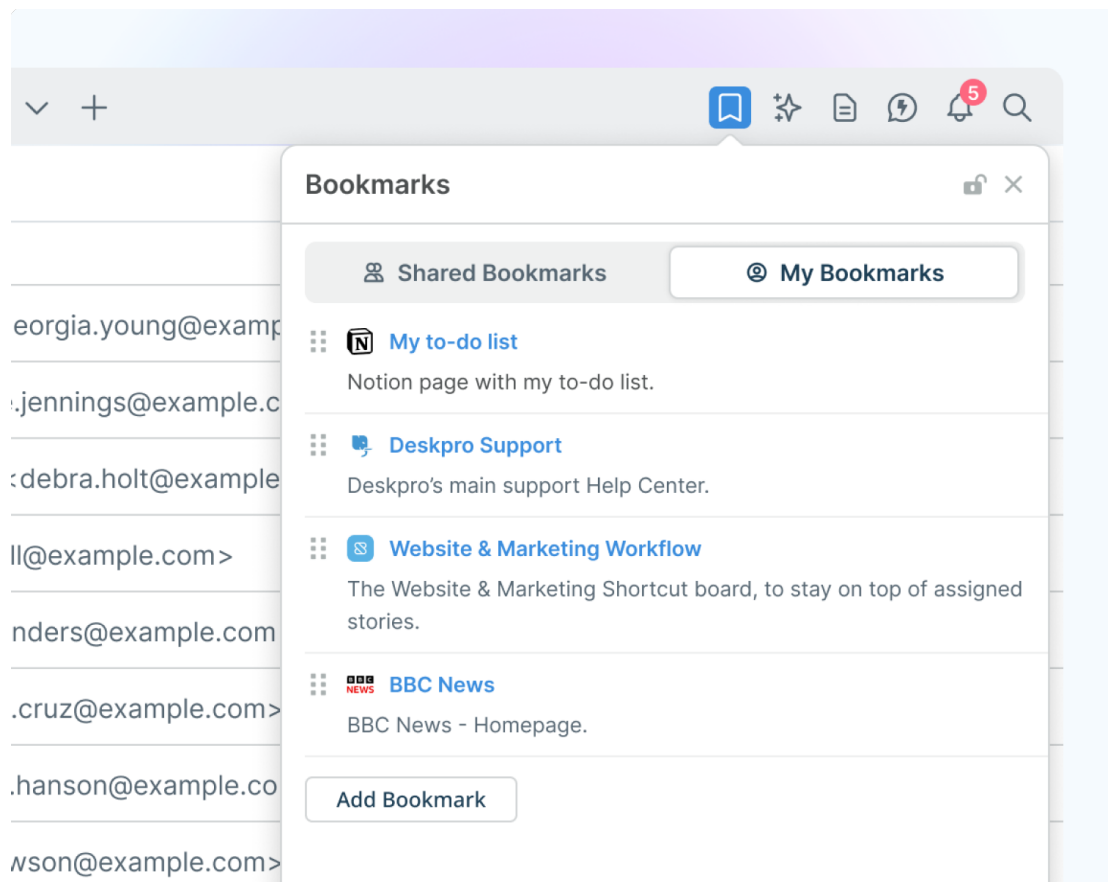 5
Bookmarks
Shared Bookmarks
My Bookmarks
eorgia.young@examp
My to-do list
Notion page with my to-do list.
.jennings@example.c
Deskpro Support
<debra.holt@example
Deskpro’s main support Help Center.
Website & Marketing Workflow
ll@example.com>
The Website & Marketing Shortcut board, to stay on top of assigned
stories.
nders@example.com
BBC NEWS
BBC News
.cruz@example.com>
BBC News - Homepage.
.hanson@example.co
Add Bookmark
wson@example.com>